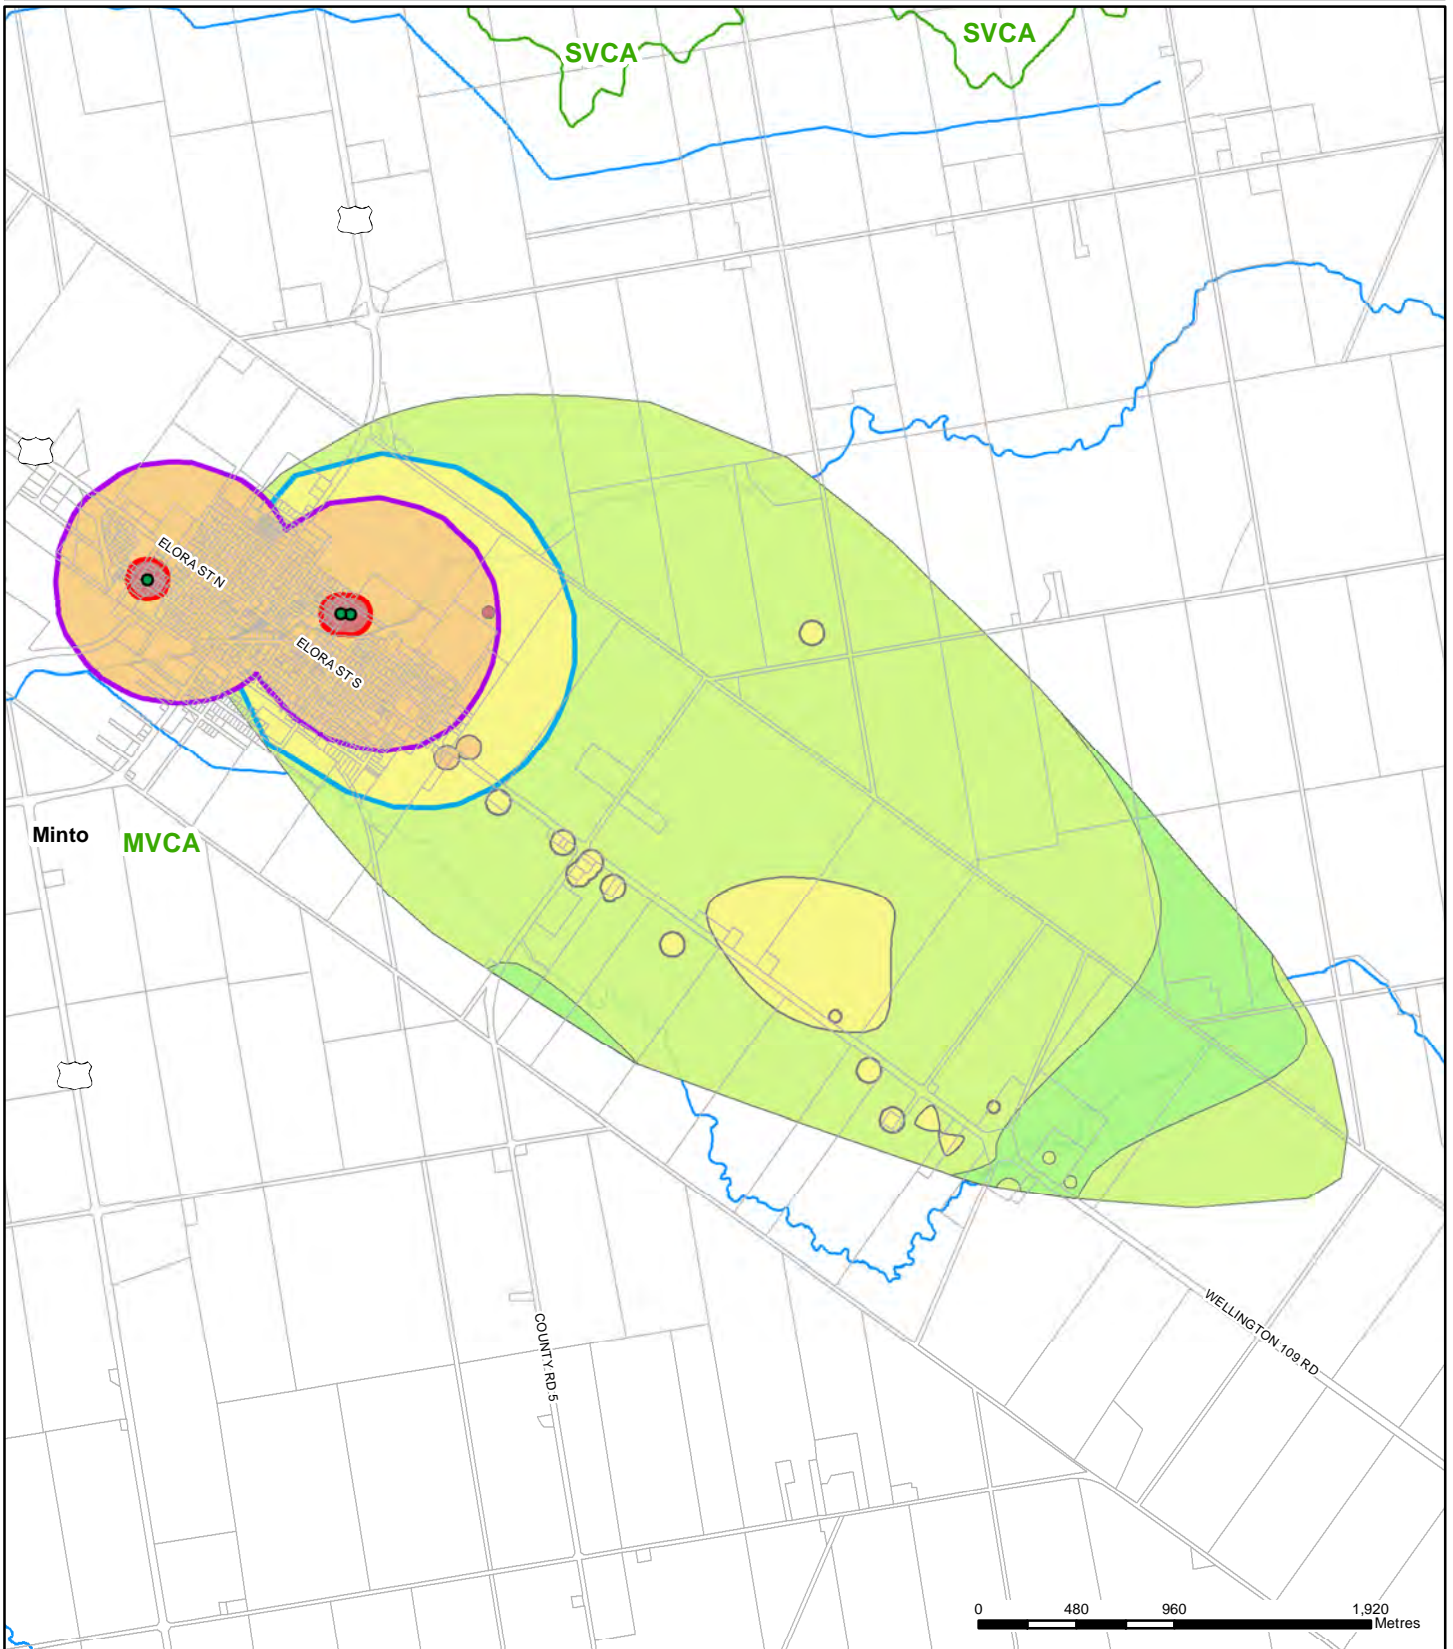 SVCA
SVCA
ELORA ST N
ELORA ST S
Minto
MVCA
WELLINGTON 109 RD
COUNTY RD 5
0 480 960 1,920
Metres